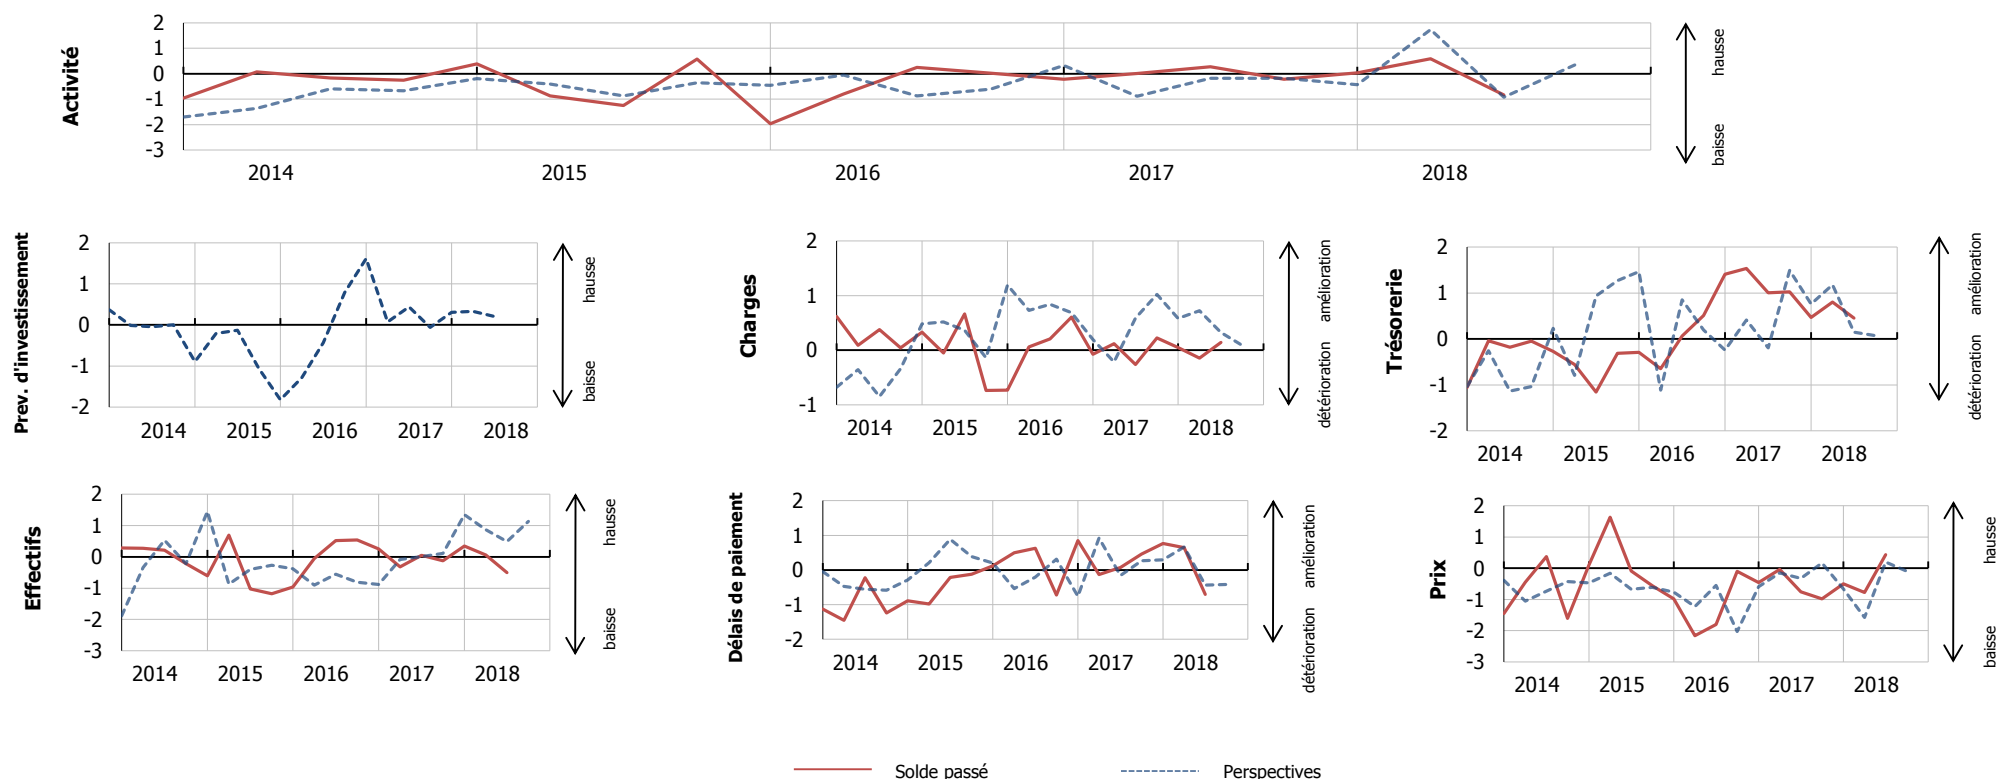 Activité
2
1
0
-1
-2
-3
2014 2015 2016 2017 2018
hausse
baisse
Prev. d'investissement
2
1
0
-1
-2
2014 2015 2016 2017 2018
hausse
baisse
Charges
2
1
0
-1
2014 2015 2016 2017 2018
amélioration
détérioration
Trésorerie
2
1
0
-1
-2
2014 2015 2016 2017 2018
amélioration
détérioration
Effectifs
2
1
0
-1
-2
-3
2014 2015 2016 2017 2018
hausse
baisse
Délais de paiement
2
1
0
-1
-2
2014 2015 2016 2017 2018
amélioration
détérioration
Prix
2
1
0
-1
-2
-3
2014 2015 2016 2017 2018
hausse
baisse
Solde passé Perspectives